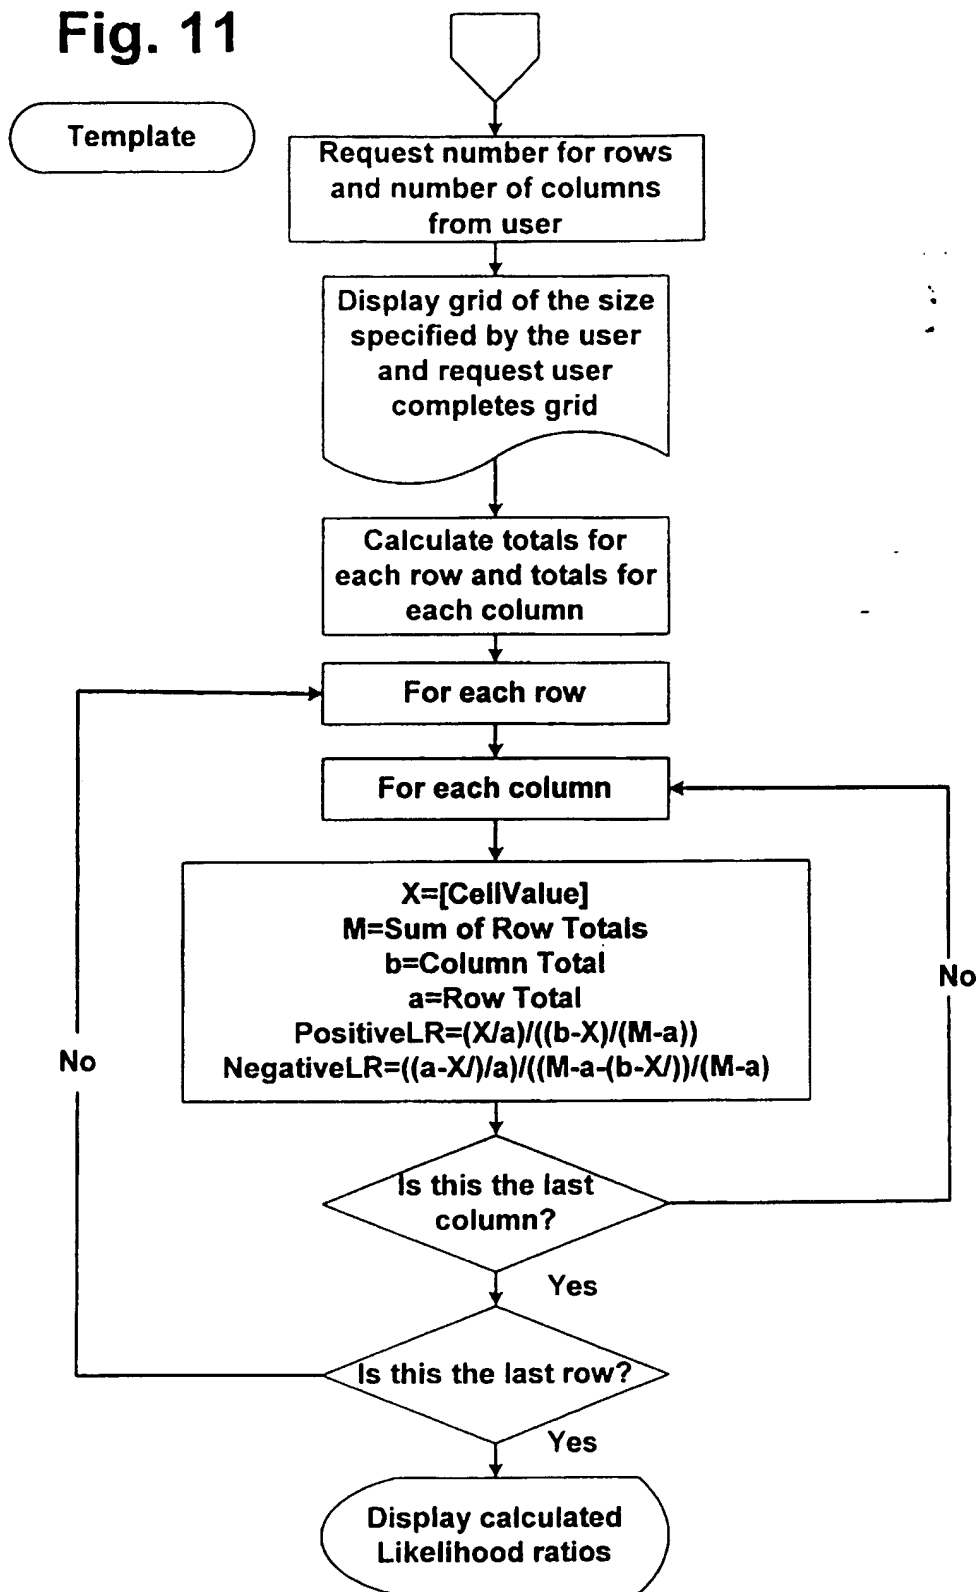 Fig. 11
Template
Request number for rows
and number of columns
from user
Display grid of the size
specified by the user
and request user
completes grid
Calculate totals for
each row and totals for
each column
For each row
For each column
X=[CellValue]
M=Sum of Row Totals
b=Column Total
a=Row Total
PositiveLR=(X/a)/((b-X)/(M-a))
NegativeLR=((a-X/)/a)/((M-a-(b-X/))/(M-a)
No
No
Is this the last
column?
Yes
Is this the last row?
Yes
Display calculated
Likelihood ratios